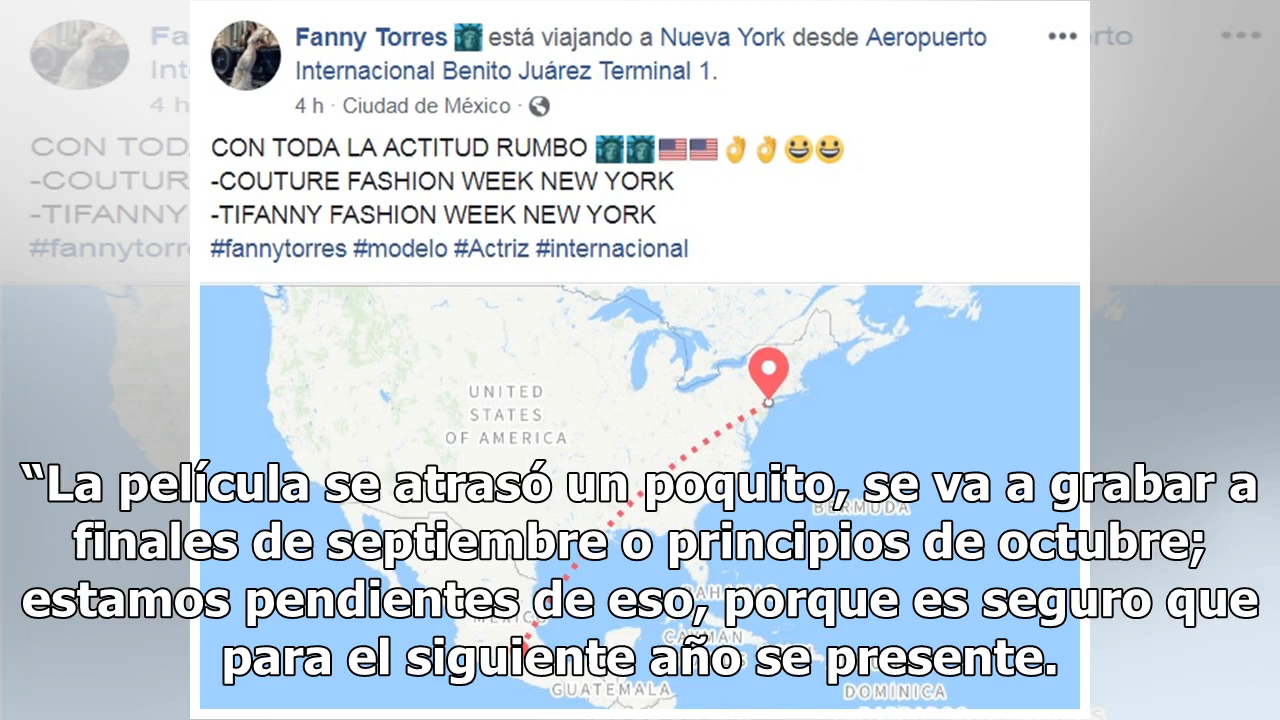 Fanny Torres 🗽 está viajando a Nueva York desde Aeropuerto
Internacional Benito Juárez Terminal 1.
4 h · Ciudad de México ·
CON TODA LA ACTITUD RUMBO 🗽🗽🇺🇸🇺🇸👌👌😀😀
-COUTURE FASHION WEEK NEW YORK
-TIFANNY FASHION WEEK NEW YORK
#fannytorres #modelo #Actriz #internacional
UNITED
STATES
OF AMERICA
BERMUDA
MEXICO
CAYMAN
GUATEMALA
DOMINICA
“La película se atrasó un poquito, se va a grabar a
finales de septiembre o principios de octubre;
estamos pendientes de eso, porque es seguro que
para el siguiente año se presente.